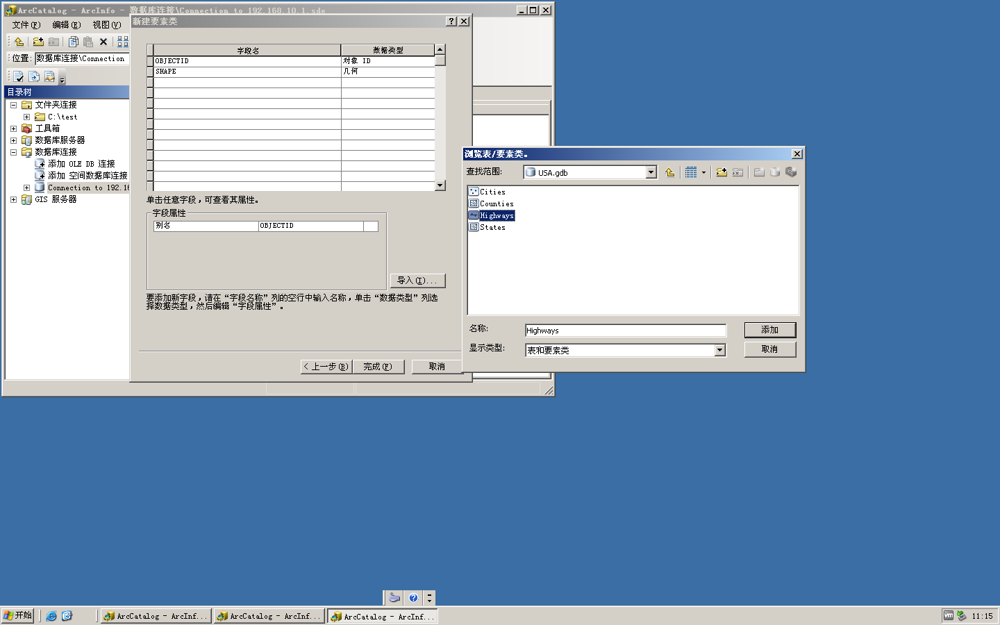 ArcCatalog - ArcInfo - 数据库连接\Connection to 192.168.10.1.sde
文件(F) 编辑(E) 视图(V)
位置: 数据库连接\Connection
目录树
文件夹连接
C:\test
工具箱
数据库服务器
数据库连接
添加 OLE DB 连接
添加 空间数据库连接
Connection to 192.16
GIS 服务器
新建要素类
字段名 数据类型
OBJECTID 对象 ID
SHAPE 几何
单击任意字段，可查看其属性。
字段属性
别名 OBJECTID
导入(I)...
要添加新字段，请在“字段名称”列的空行中输入名称，单击“数据类型”列选
择数据类型，然后编辑“字段属性”。
< 上一步(B) 完成(F) 取消
浏览表/要素类。
查找范围: USA.gdb
Cities
Counties
Highways
States
名称: Highways 添加
显示类型: 表和要素类 取消
开始 ArcCatalog - ArcInf... ArcCatalog - ArcInf... ArcCatalog - ArcInf... vm 11:15